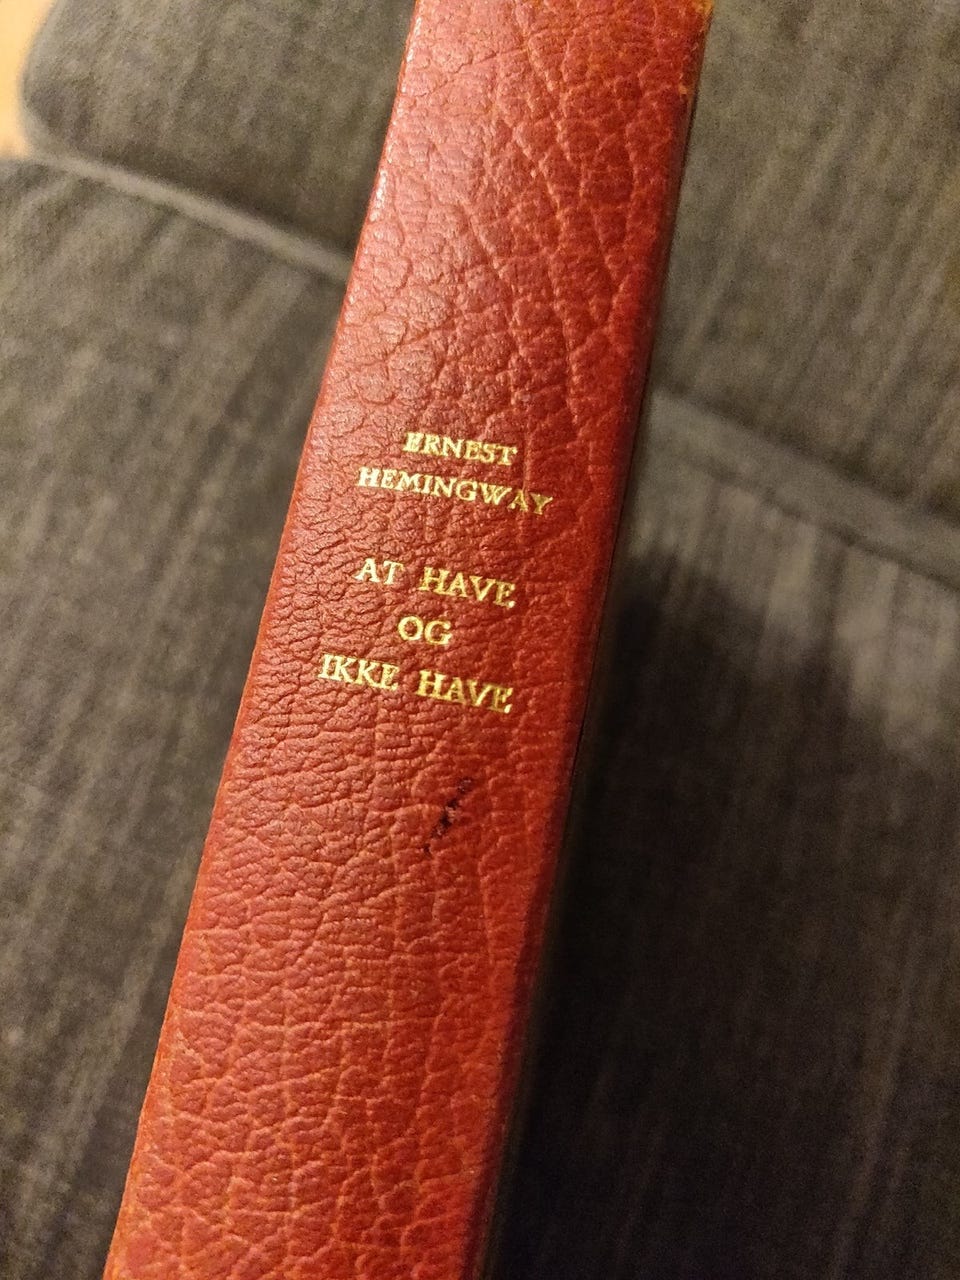 ERNEST
HEMINGWAY
AT HAVE
OG
IKKE HAVE